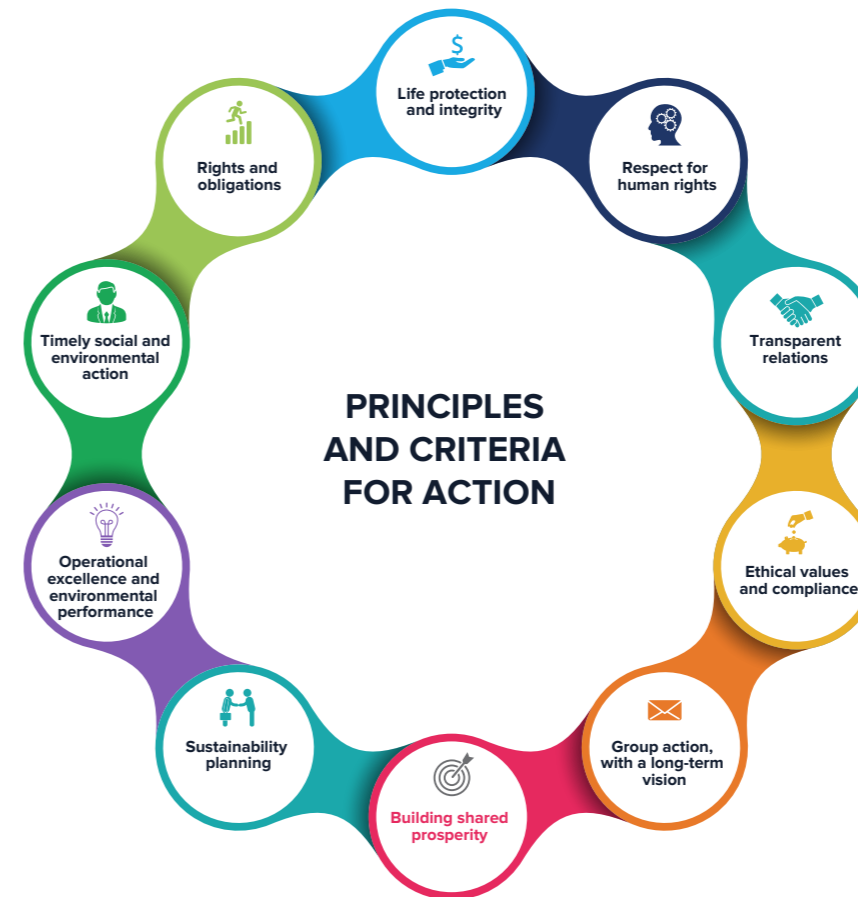 $
Life protection
and integrity
Respect for
human rights
Transparent
relations
Ethical values
and compliance
Group action,
with a long-term
vision
Building shared
prosperity
Sustainability
planning
Operational
excellence and
environmental
performance
Timely social and
environmental
action
Rights and
obligations
PRINCIPLES
AND CRITERIA
FOR ACTION